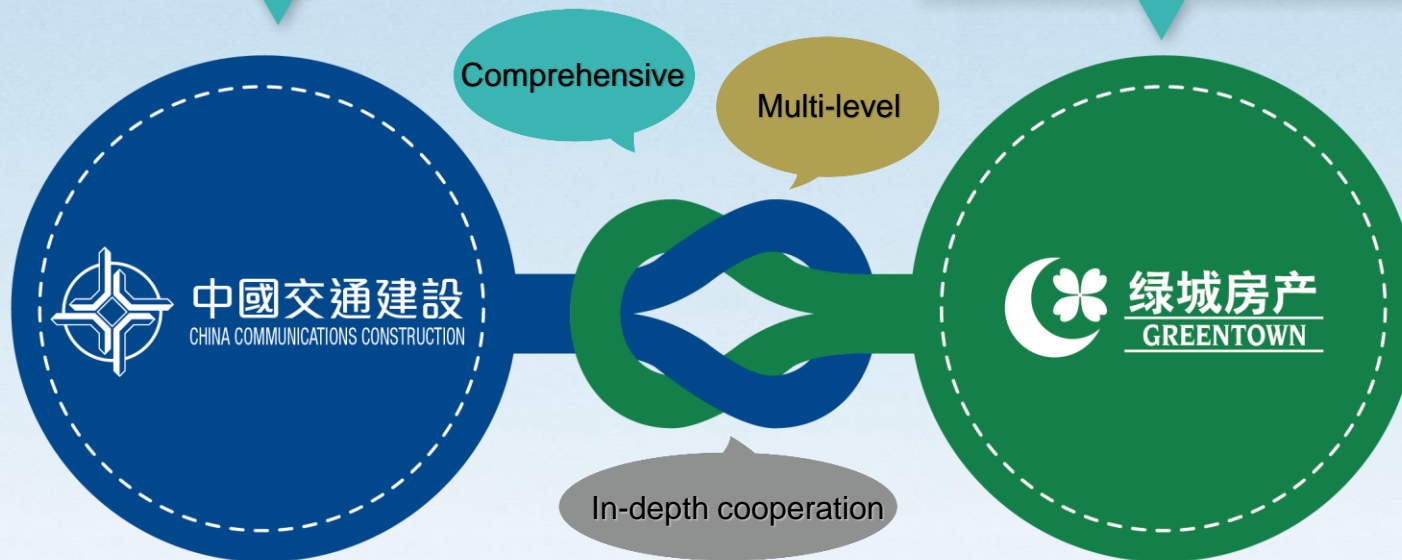 Comprehensive
Multi-level
中國交通建設
CHINA COMMUNICATIONS CONSTRUCTION
绿城房产
GREENTOWN
In-depth cooperation